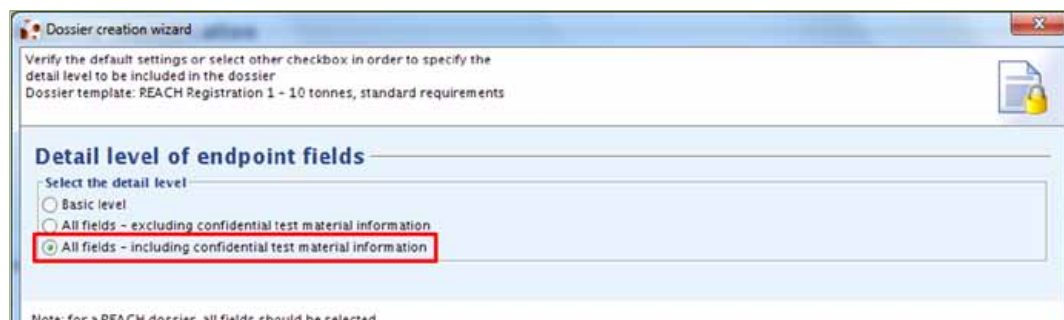 Dossier creation wizard
Verify the default settings or select other checkbox in order to specify the
detail level to be included in the dossier
Dossier template: REACH Registration 1 - 10 tonnes, standard requirements
Detail level of endpoint fields
Select the detail level
Basic level
All fields - excluding confidential test material information
All fields - including confidential test material information
Note: for a REACH dossier, all fields should be selected